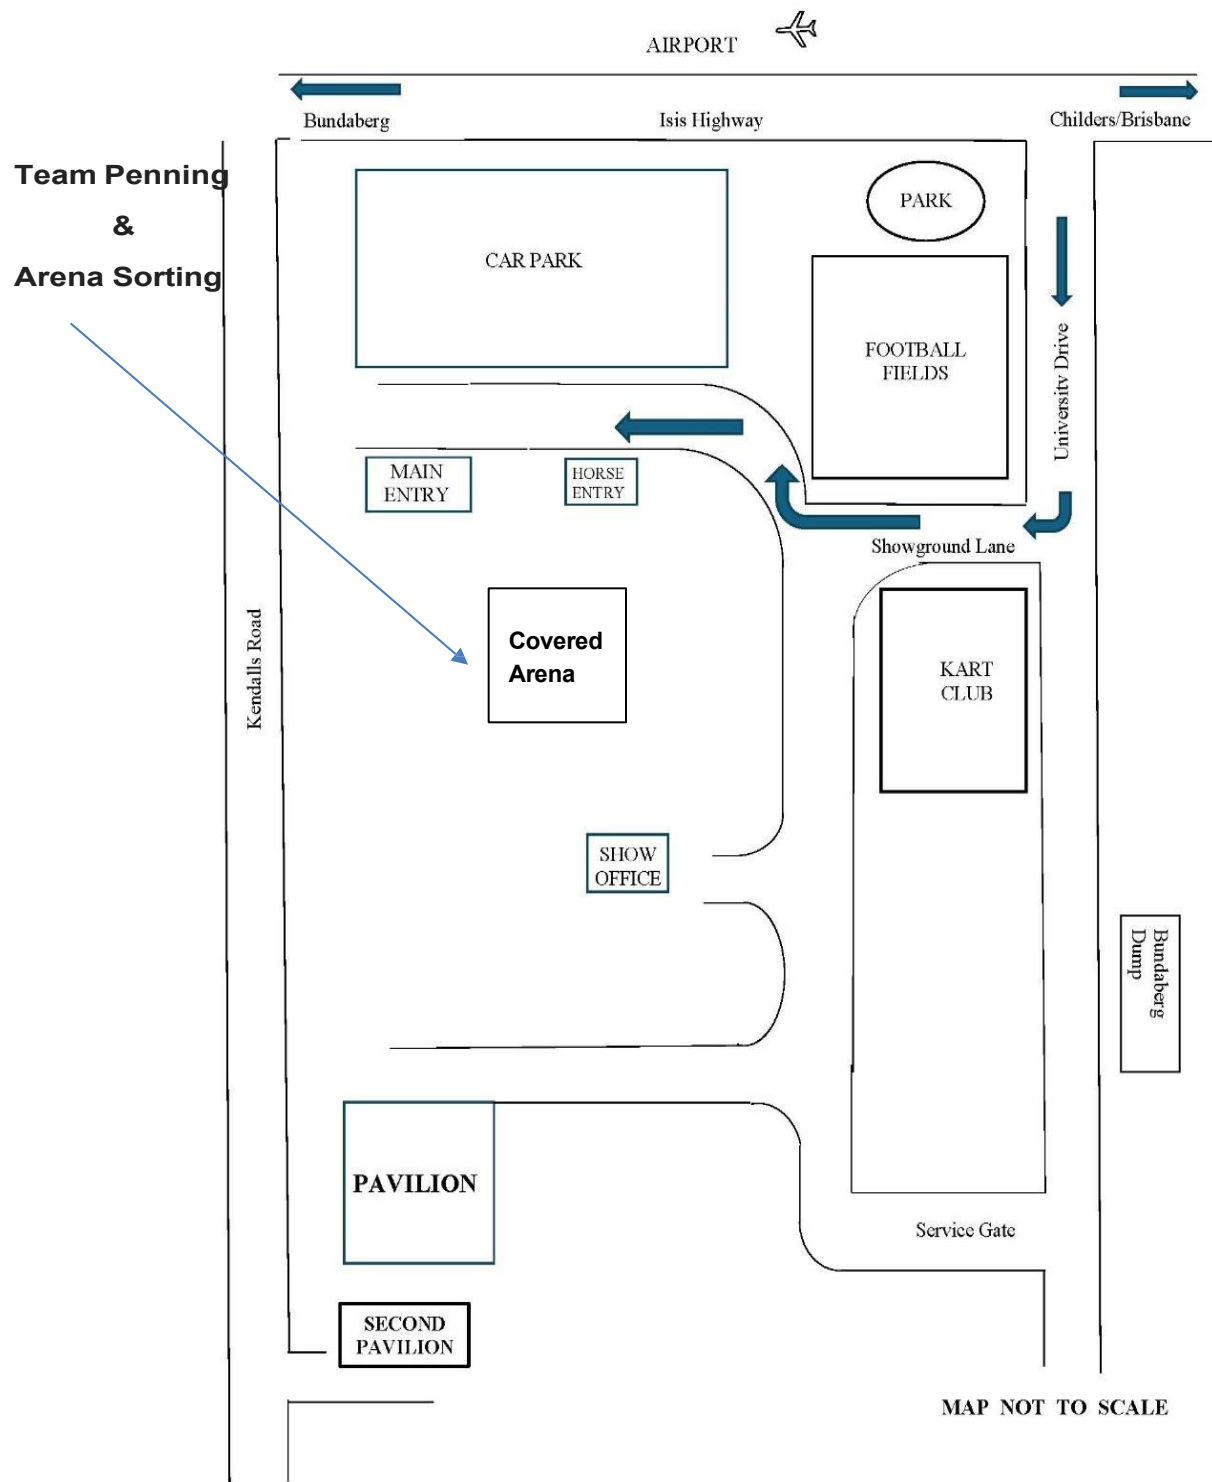 AIRPORT
Bundaberg
Isis Highway
Childers/Brisbane
Team Penning
&
Arena Sorting
PARK
CAR PARK
FOOTBALL
FIELDS
University Drive
MAIN
ENTRY
HORSE
ENTRY
Showground Lane
Kendalls Road
Covered
Arena
KART
CLUB
SHOW
OFFICE
Bundaberg
Dump
PAVILION
Service Gate
SECOND
PAVILION
MAP NOT TO SCALE